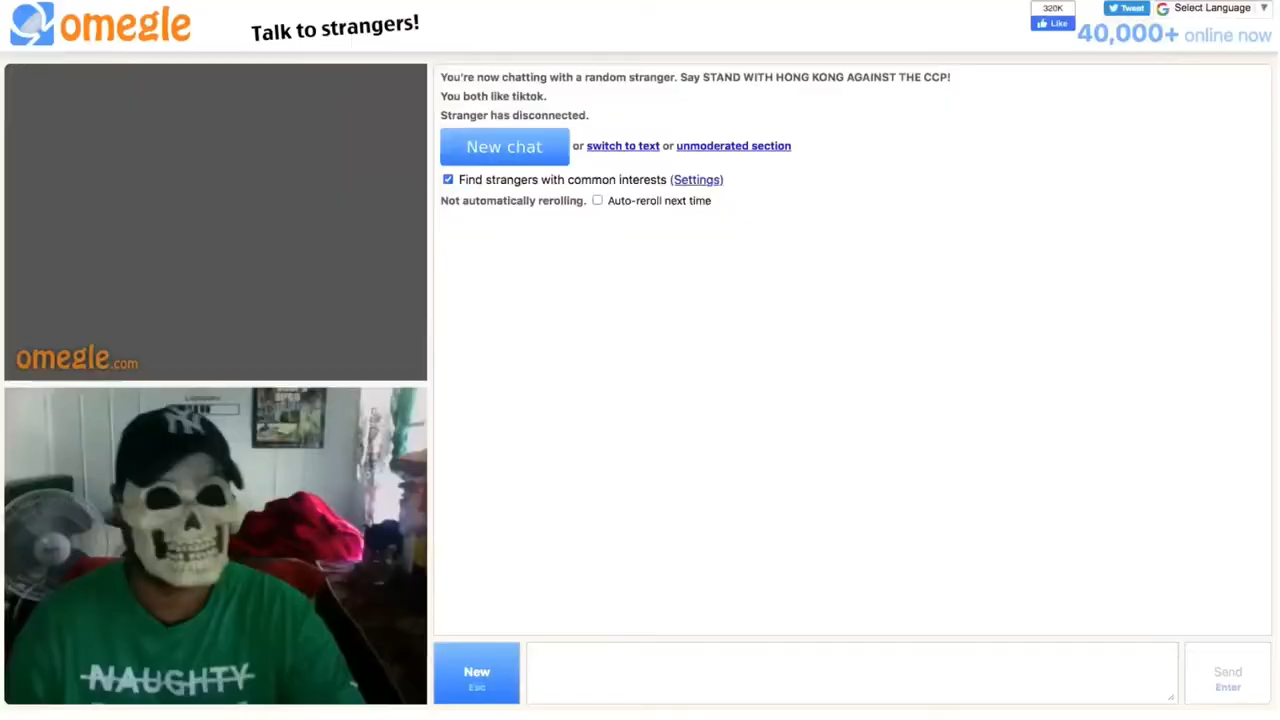 omegle
Talk to strangers!
320K
Like
Tweet
Select Language ▼
40,000+ online now
You're now chatting with a random stranger. Say STAND WITH HONG KONG AGAINST THE CCP!
You both like tiktok.
Stranger has disconnected.
New chat or switch to text or unmoderated section
Find strangers with common interests (Settings)
Not automatically rerolling. Auto-reroll next time
omegle.com
NY
NAUGHTY
New
Esc
Send
Enter